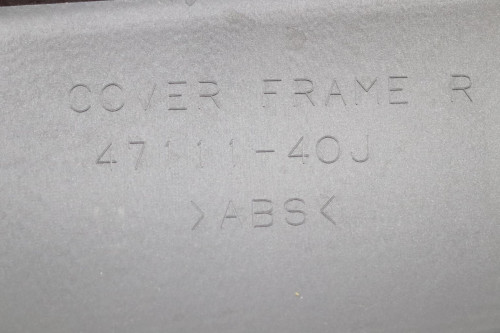 COVER FRAME R
47111-40J
>ABS<